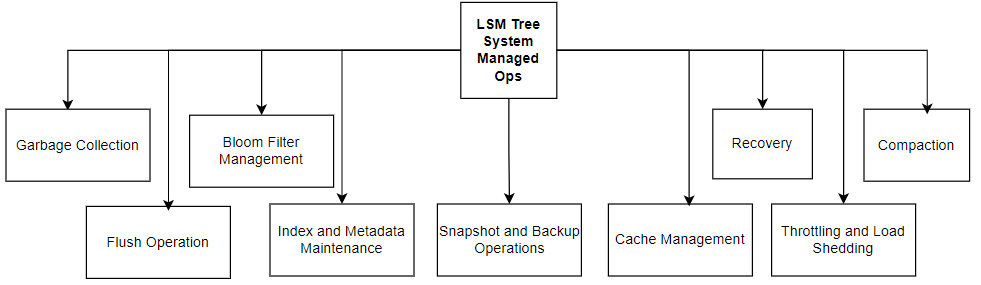 LSM Tree
System
Managed
Ops
Garbage Collection
Bloom Filter
Management
Recovery
Compaction
Flush Operation
Index and Metadata
Maintenance
Snapshot and Backup
Operations
Cache Management
Throttling and Load
Shedding